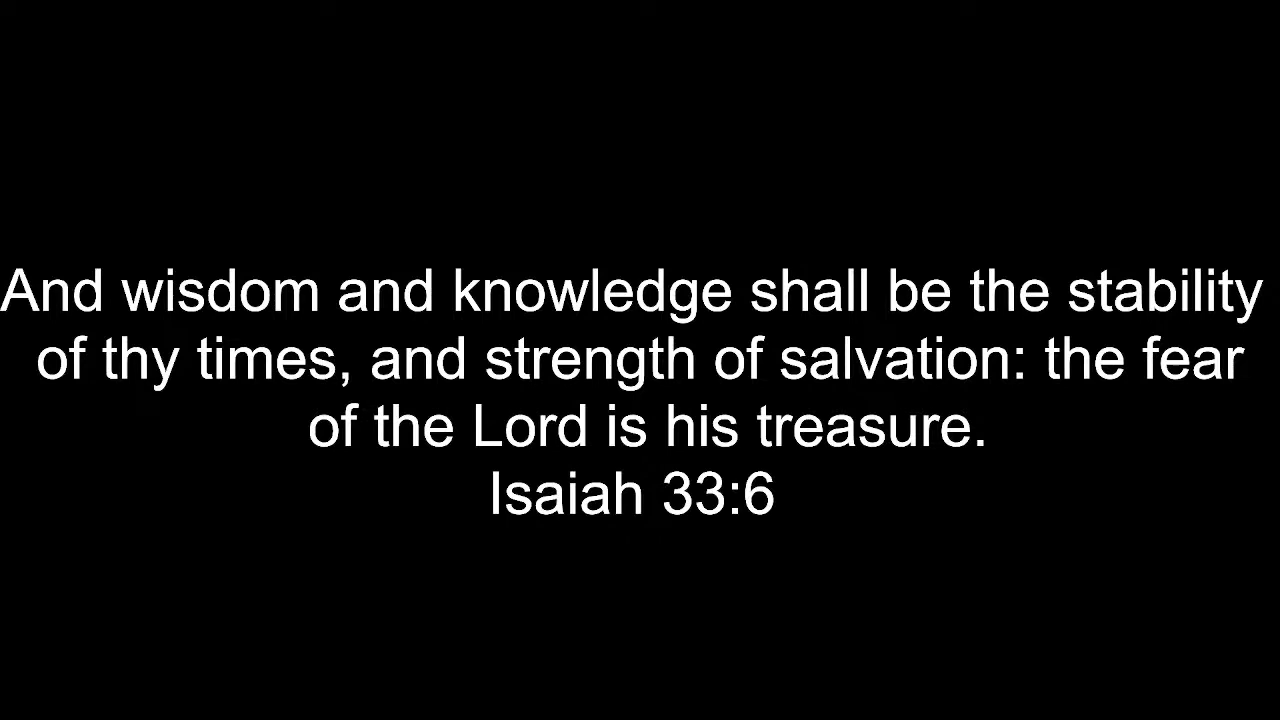 And wisdom and knowledge shall be the stability
of thy times, and strength of salvation: the fear
of the Lord is his treasure.
Isaiah 33:6